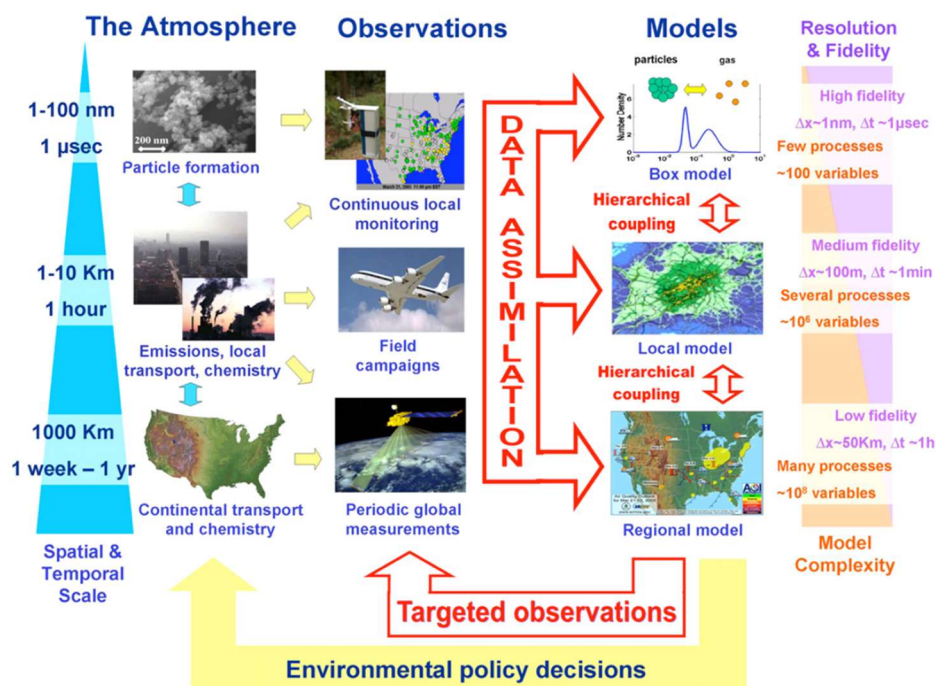 The Atmosphere
Observations
Models
Resolution
& Fidelity
1-100 nm
1 µsec
200 nm
Particle formation
1-10 Km
1 hour
Emissions, local
transport, chemistry
1000 Km
1 week – 1 yr
Continental transport
and chemistry
Spatial &
Temporal
Scale
Continuous local
monitoring
Field
campaigns
Periodic global
measurements
DATA ASSIMILATION
particles
gas
Number Density
Box model
Hierarchical
coupling
Local model
Hierarchical
coupling
Regional model
High fidelity
Δx~1nm, Δt ~1µsec
Few processes
~100 variables
Medium fidelity
Δx~100m, Δt ~1min
Several processes
~10⁶ variables
Low fidelity
Δx~50Km, Δt ~1h
Many processes
~10⁸ variables
Model
Complexity
Targeted observations
Environmental policy decisions